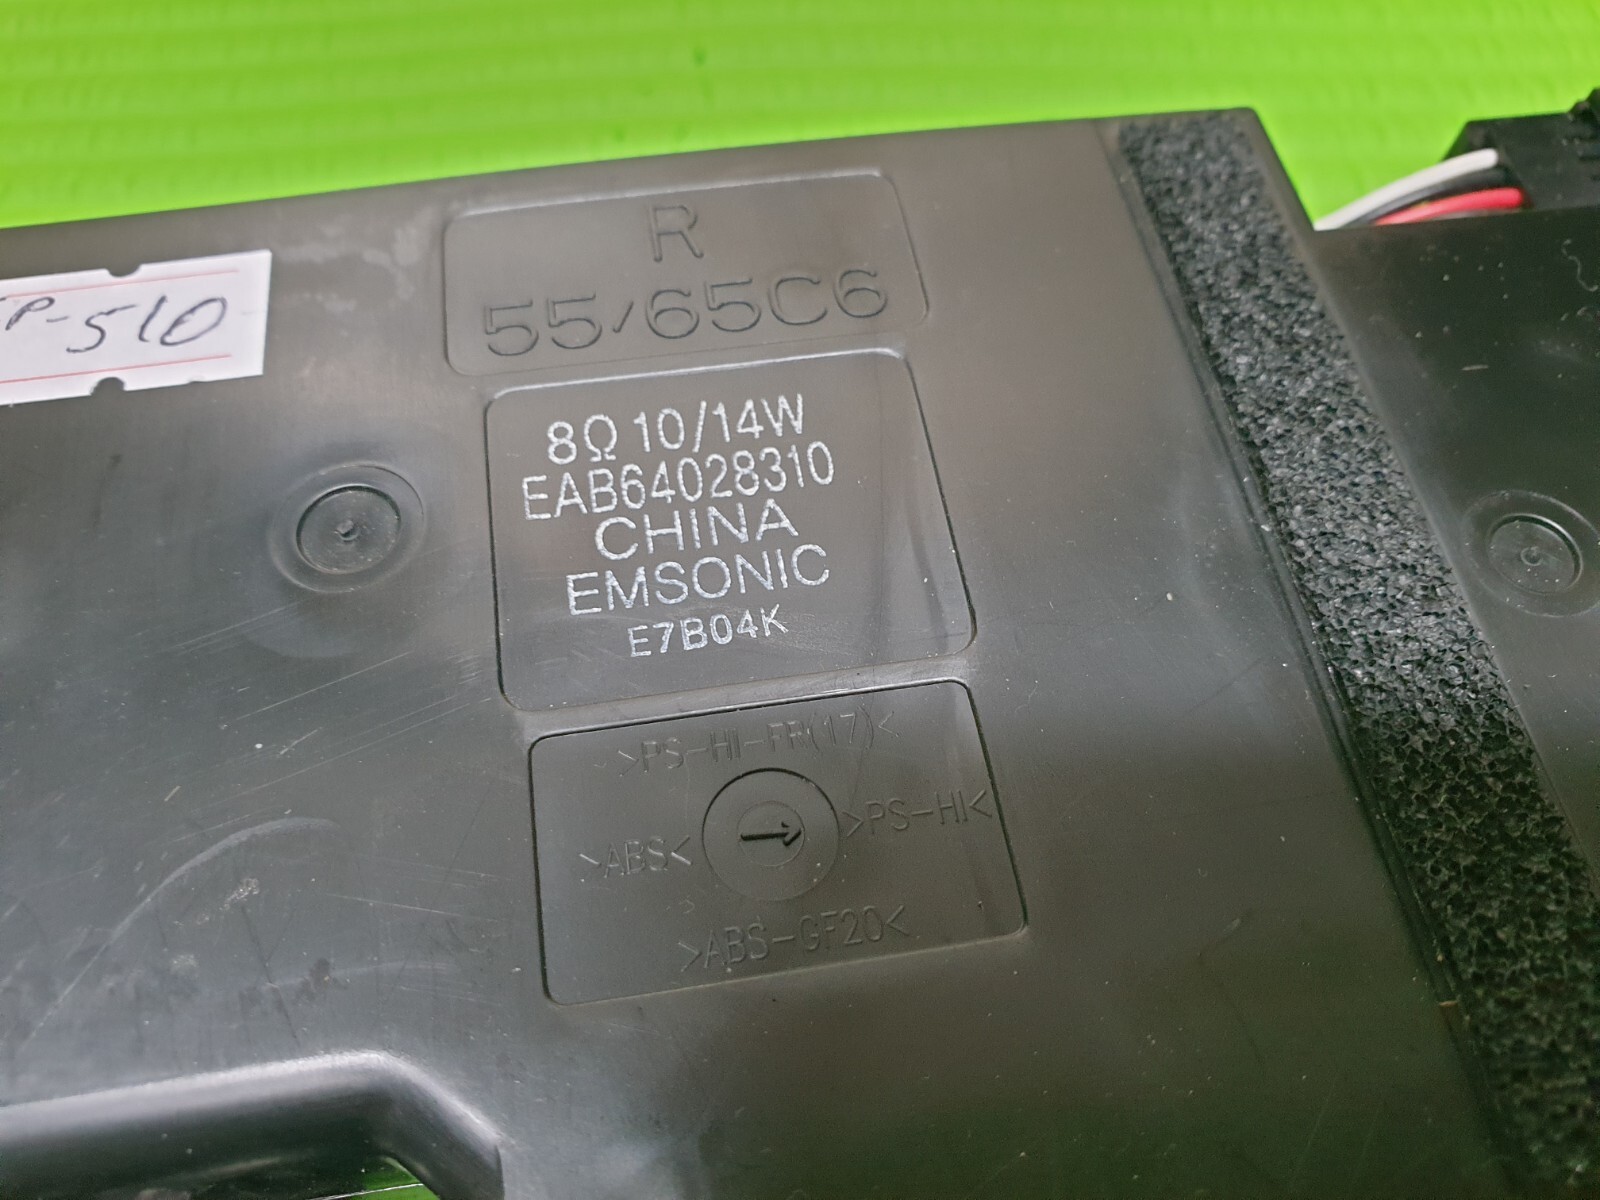 R
55/65C6
P-510
8Ω 10/14W
EAB64028310
CHINA
EMSONIC
E7B04K
>PS-HI-FR(17)<
>ABS<
>PS-HI<
>ABS-GF20<